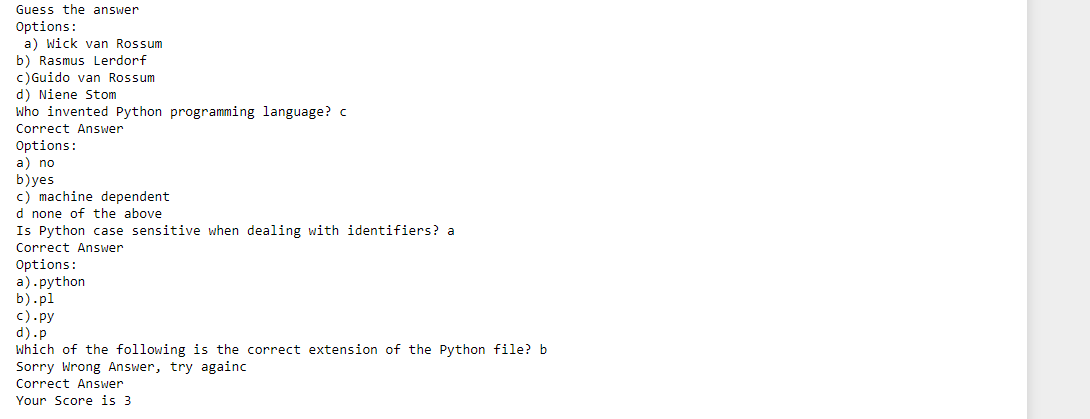 Guess the answer
Options:
 a) Wick van Rossum
b) Rasmus Lerdorf
c)Guido van Rossum
d) Niene Stom
Who invented Python programming language? c
Correct Answer
Options:
a) no
b)yes
c) machine dependent
d none of the above
Is Python case sensitive when dealing with identifiers? a
Correct Answer
Options:
a).python
b).pl
c).py
d).p
Which of the following is the correct extension of the Python file? b
Sorry Wrong Answer, try againc
Correct Answer
Your Score is 3